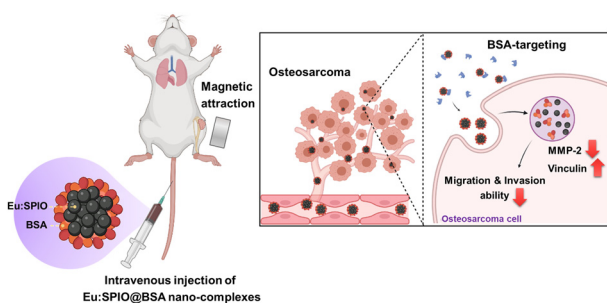 Magnetic
attraction
Eu:SPIO
BSA
Intravenous injection of
Eu:SPIO@BSA nano-complexes
Osteosarcoma
BSA-targeting
MMP-2
Vinculin
Migration & Invasion
ability
Osteosarcoma cell